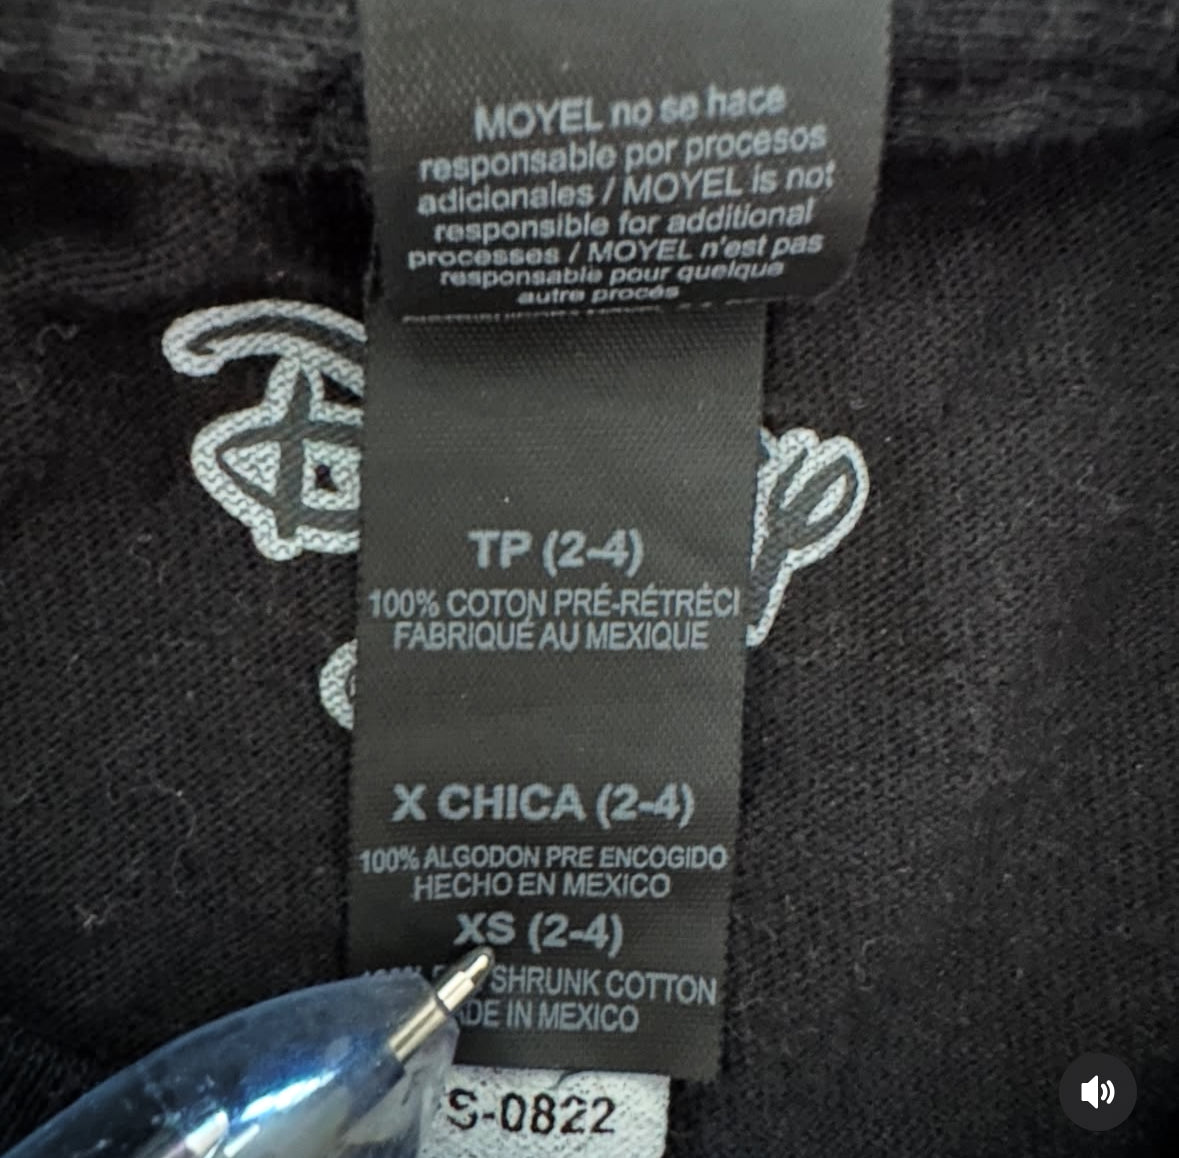 MOYEL no se hace
responsable por procesos
adicionales / MOYEL is not
responsible for additional
processes / MOYEL n'est pas
responsable pour quelque
autre procés
TP (2-4)
100% COTON PRÉ-RÉTRÉCI
FABRIQUÉ AU MEXIQUE
X CHICA (2-4)
100% ALGODON PRE ENCOGIDO
HECHO EN MEXICO
XS (2-4)
SHRUNK COTTON
IN MEXICO
S-0822